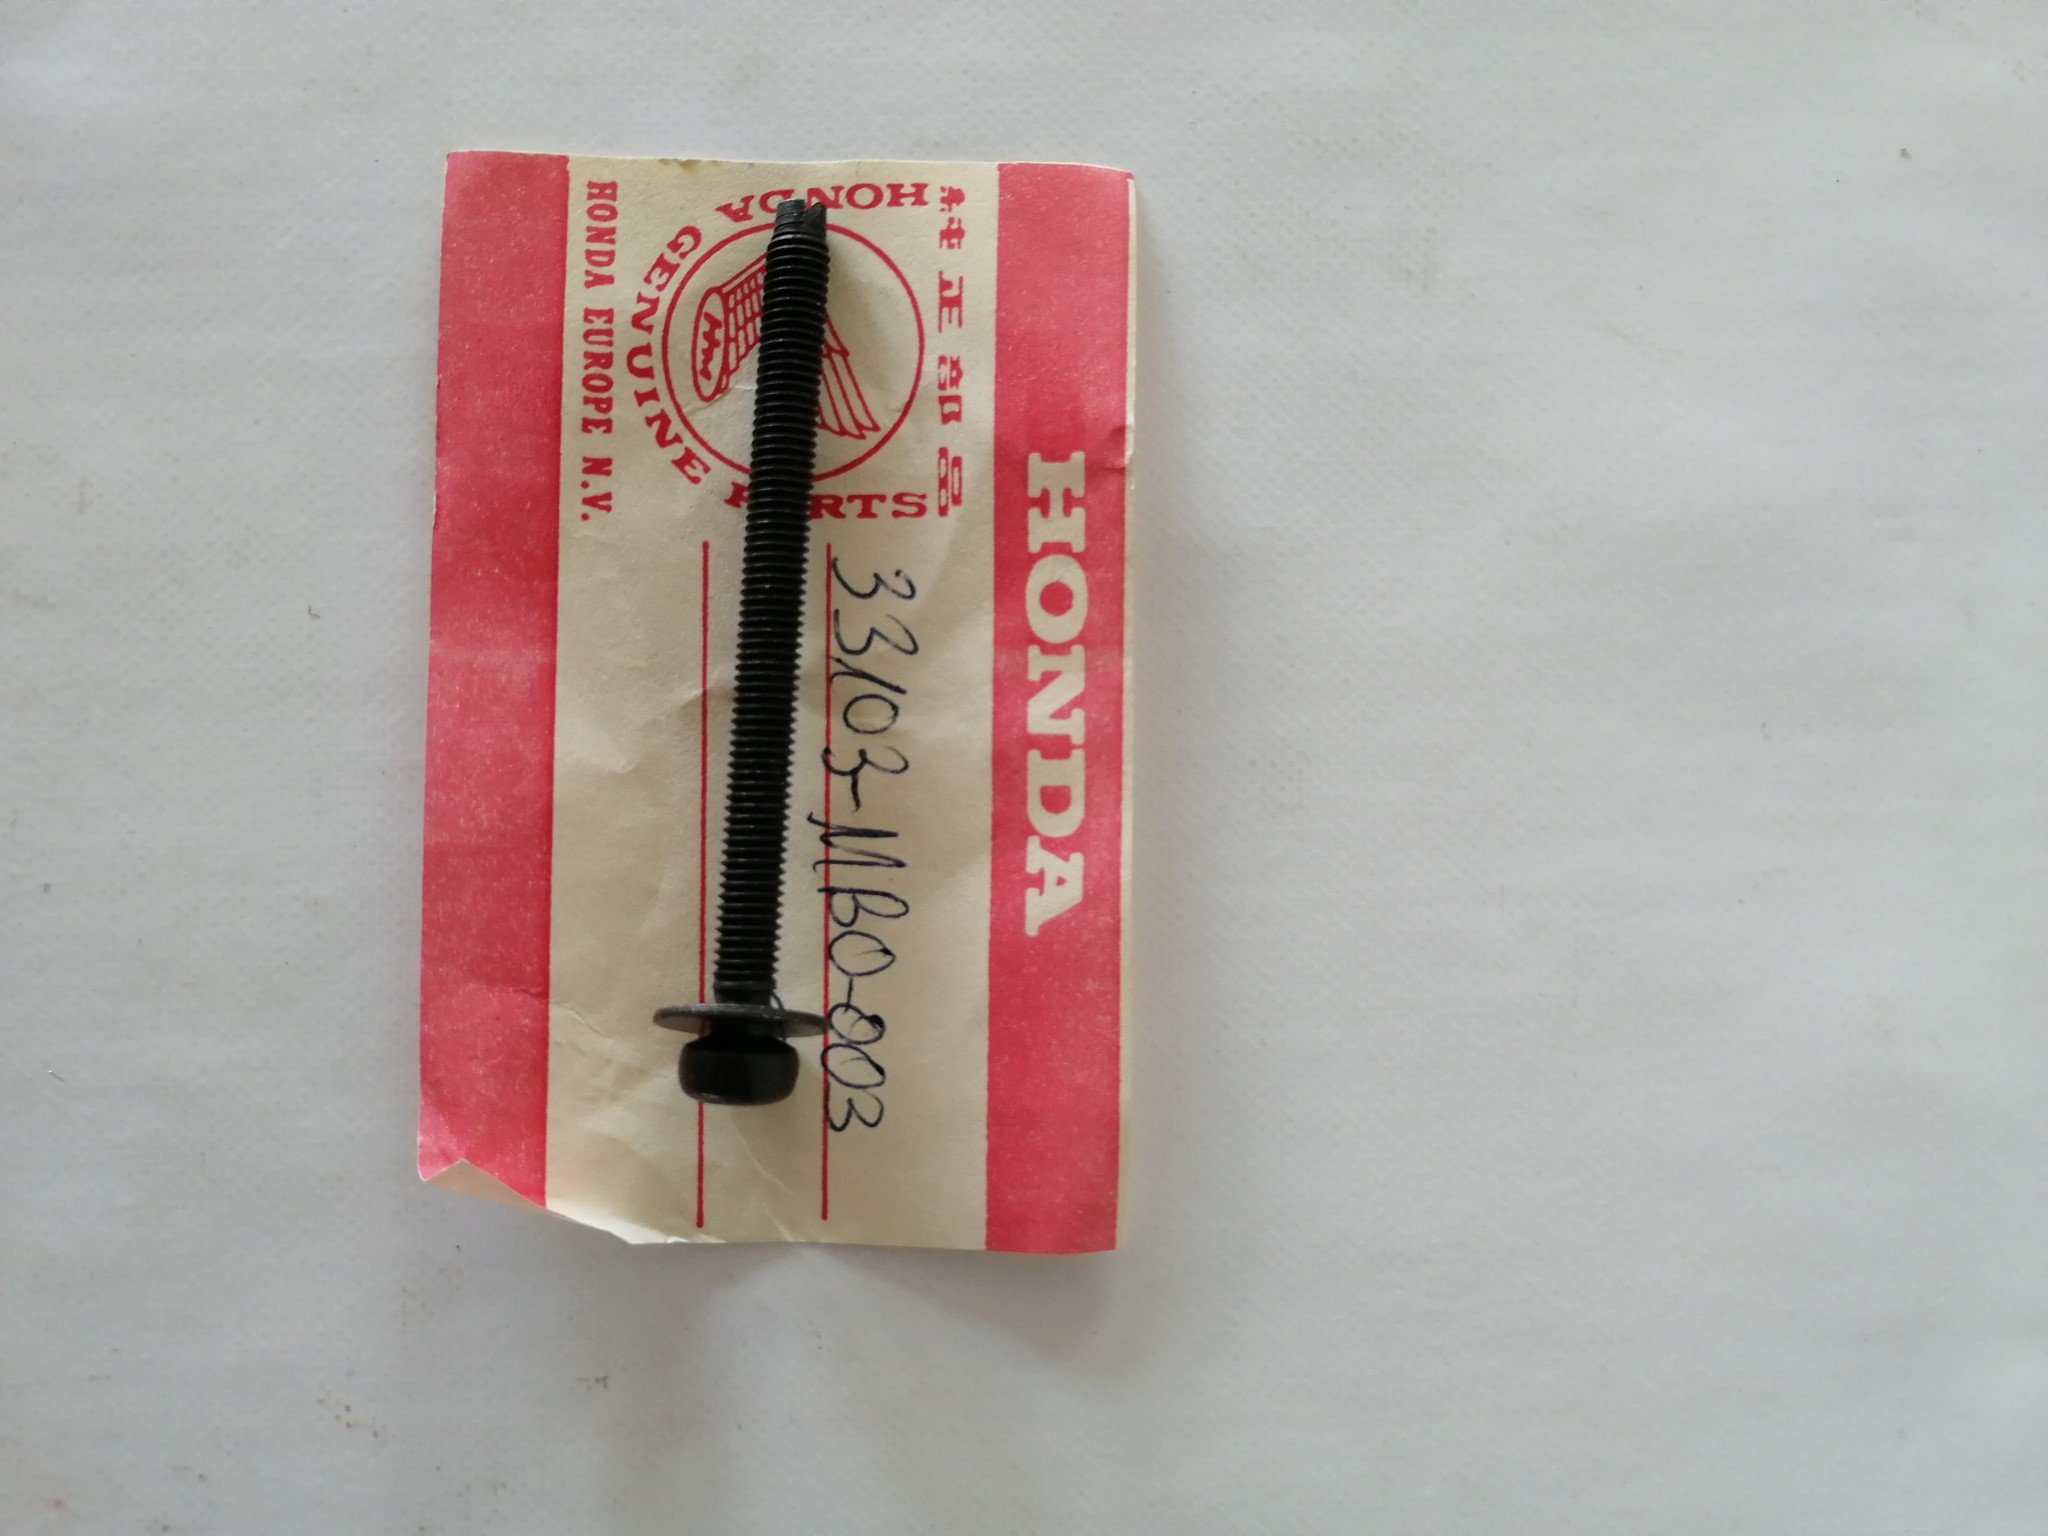 HONDA
純正部品
HONDA GENUINE PARTS
33103-MB0-003
HONDA EUROPE N.V.